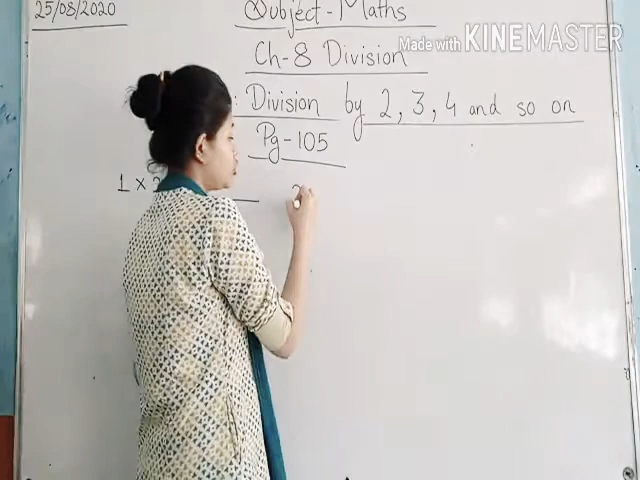 25/08/2020
Subject - Maths
Made with KINEMASTER
Ch-8 Division
: Division by 2, 3, 4 and so on
Pg-105
1 ×